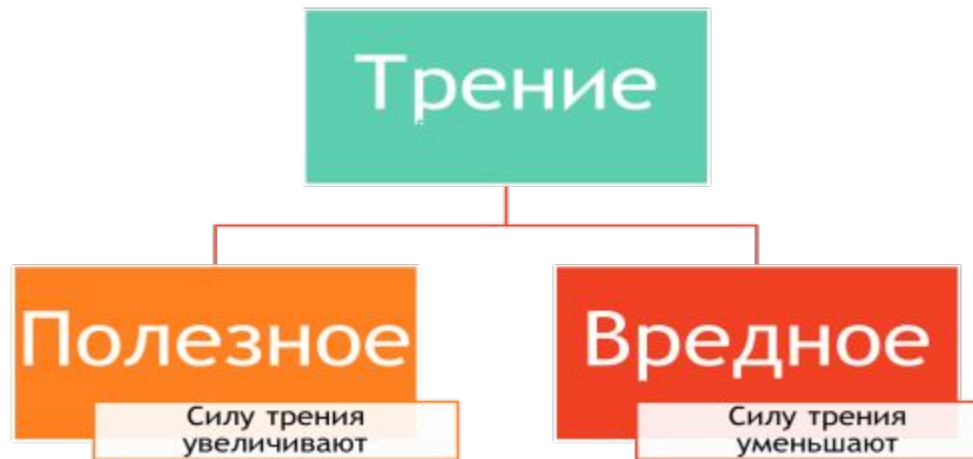 Трение
Полезное
Силу трения
увеличивают
Вредное
Силу трения
уменьшают